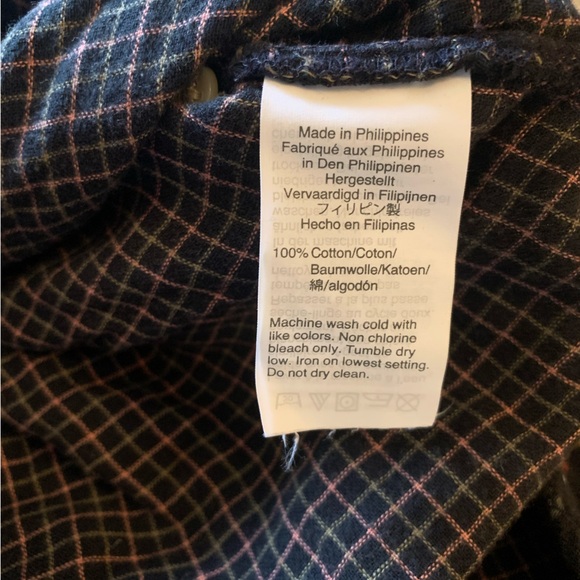 Made in Philippines
Fabriqué aux Philippines
in Den Philippinen
Hergestellt
Vervaardigd in Filipijnen
フィリピン製
Hecho en Filipinas
100% Cotton/Coton/
Baumwolle/Katoen/
綿/algodón
Machine wash cold with
like colors. Non chlorine
bleach only. Tumble dry
low. Iron on lowest setting.
Do not dry clean.